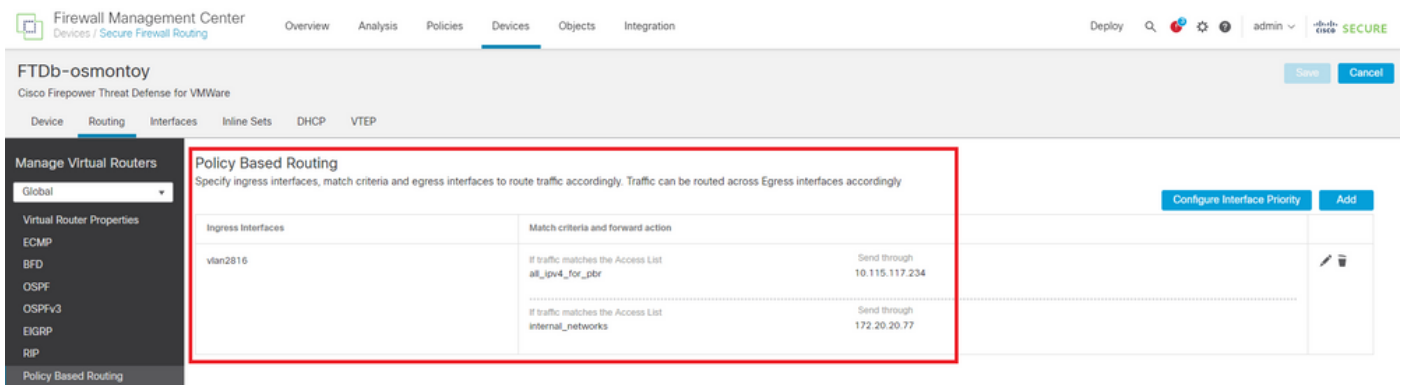 Firewall Management Center
Devices / Secure Firewall Routing
Overview Analysis Policies Devices Objects Integration
Deploy admin
cisco SECURE
FTDb-osmontoy
Save Cancel
Cisco Firepower Threat Defense for VMWare
Device Routing Interfaces Inline Sets DHCP VTEP
Manage Virtual Routers
Global
Virtual Router Properties
ECMP
BFD
OSPF
OSPFv3
EIGRP
RIP
Policy Based Routing
Policy Based Routing
Specify ingress interfaces, match criteria and egress interfaces to route traffic accordingly. Traffic can be routed across Egress interfaces accordingly
Configure Interface Priority Add
Ingress Interfaces Match criteria and forward action
vlan2816
If traffic matches the Access List Send through
all_ipv4_for_pbr 10.115.117.234
If traffic matches the Access List Send through
internal_networks 172.20.20.77